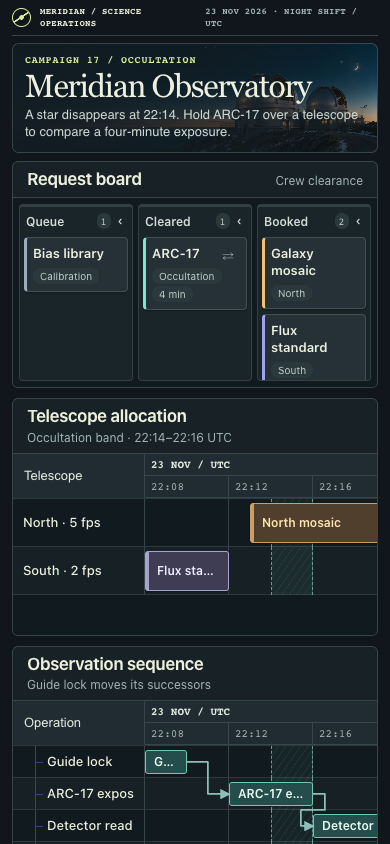 MERIDIAN / SCIENCE OPERATIONS
23 NOV 2026 · NIGHT SHIFT / UTC
CAMPAIGN 17 / OCCULTATION
Meridian Observatory
A star disappears at 22:14. Hold ARC-17 over a telescope
to compare a four-minute exposure.
Request board
Crew clearance
Queue 1
Bias library
Calibration
Cleared 1
ARC-17
Occultation
4 min
Booked 2
Galaxy
mosaic
North
Flux
standard
South
Telescope allocation
Occultation band · 22:14–22:16 UTC
Telescope
23 NOV / UTC
22:08 22:12 22:16
North · 5 fps
North mosaic
South · 2 fps
Flux sta...
Observation sequence
Guide lock moves its successors
Operation
23 NOV / UTC
22:08 22:12 22:16
Guide lock
G...
ARC-17 expos
ARC-17 e...
Detector read
Detector